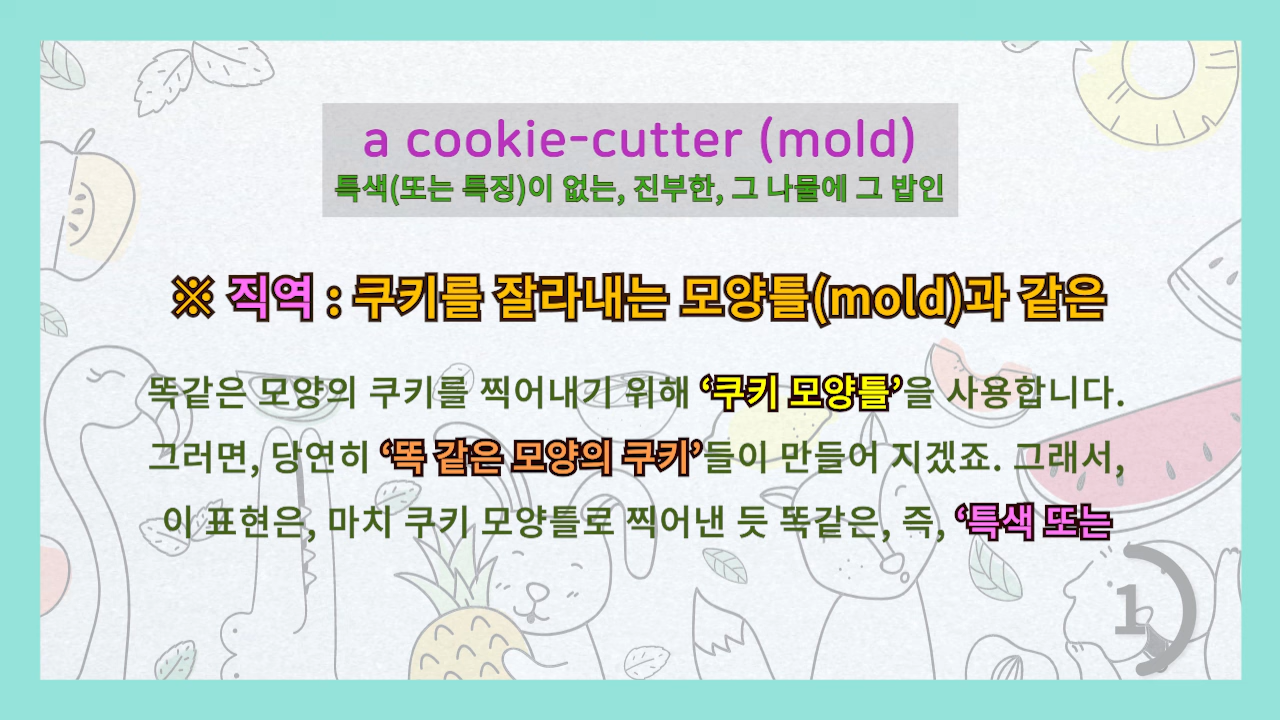 a cookie-cutter (mold)
특색(또는 특징)이 없는, 진부한, 그 나물에 그 밥인
※ 직역 : 쿠키를 잘라내는 모양틀(mold)과 같은
똑같은 모양의 쿠키를 찍어내기 위해 ‘쿠키 모양틀’을 사용합니다.
그러면, 당연히 ‘똑 같은 모양의 쿠키’들이 만들어 지겠죠. 그래서,
이 표현은, 마치 쿠키 모양틀로 찍어낸 듯 똑같은, 즉, ‘특색 또는
1